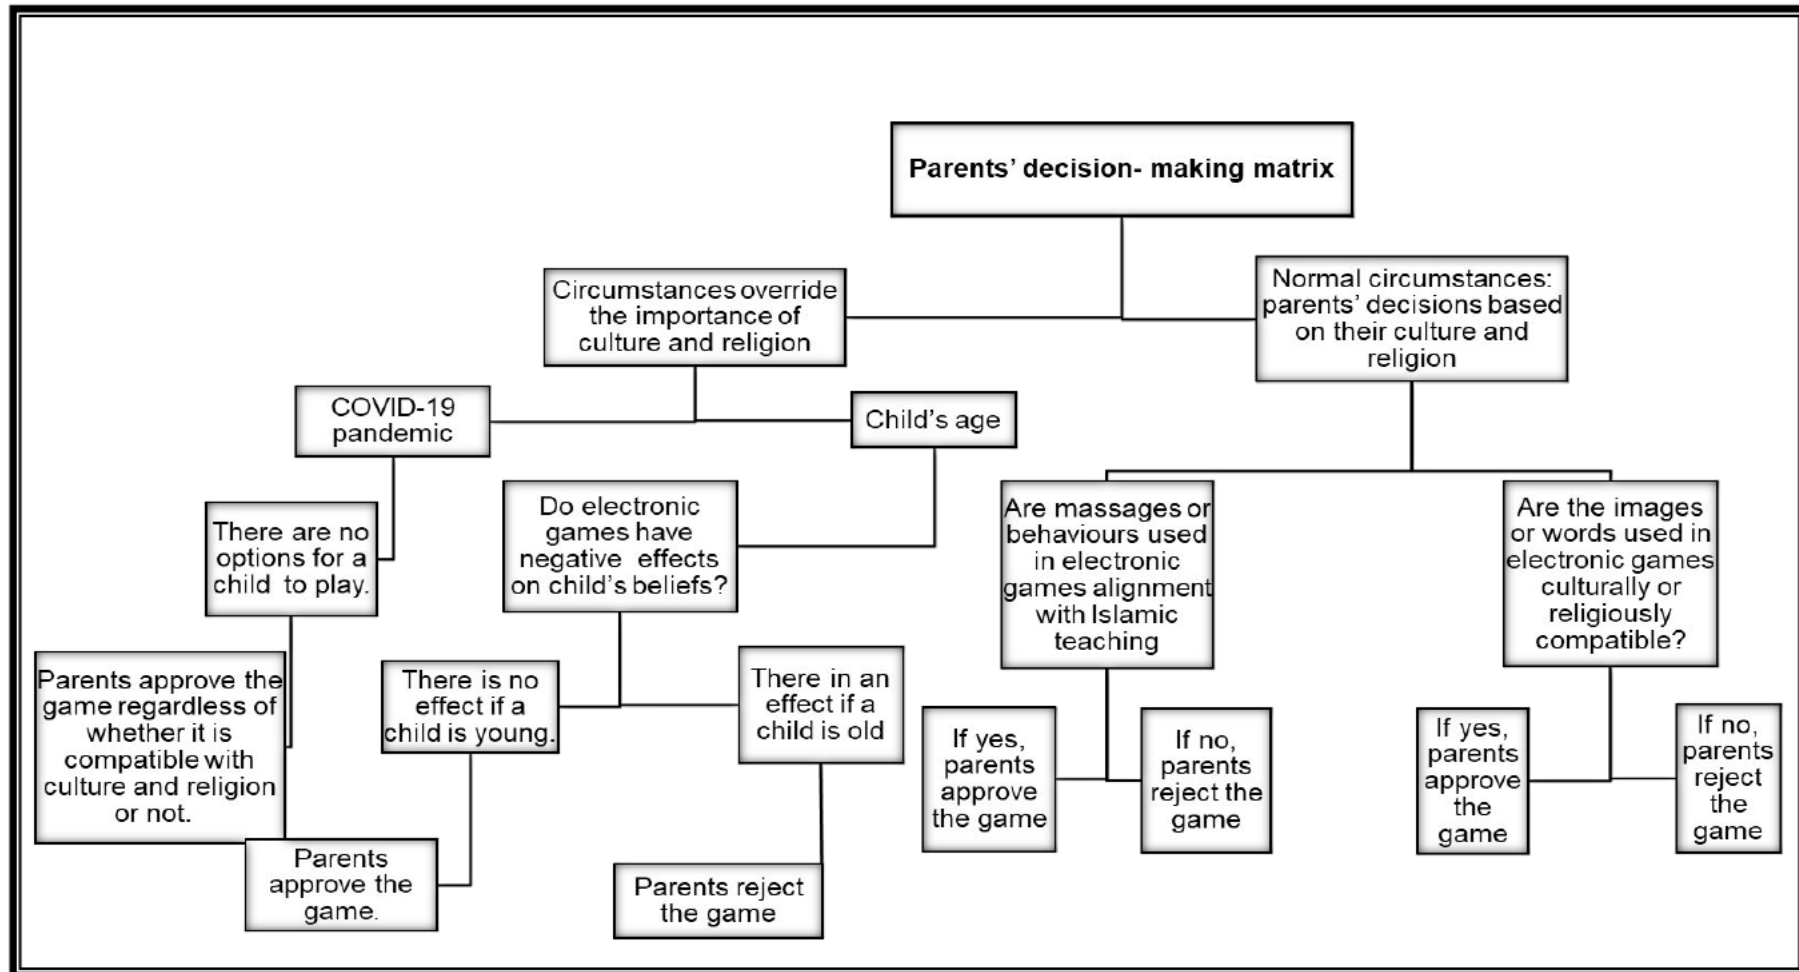 Parents’ decision- making matrix
Circumstances override
the importance of
culture and religion
Normal circumstances:
parents’ decisions based
on their culture and
religion
COVID-19
pandemic
Child’s age
There are no
options for a
child to play.
Do electronic
games have
negative effects
on child’s beliefs?
Are massages or
behaviours used
in electronic
games alignment
with Islamic
teaching
Are the images
or words used in
electronic games
culturally or
religiously
compatible?
Parents approve the
game regardless of
whether it is
compatible with
culture and religion
or not.
There is no
effect if a
child is young.
There in an
effect if a
child is old
If yes,
parents
approve
the game
If no,
parents
reject the
game
If yes,
parents
approve
the
game
If no,
parents
reject
the
game
Parents
approve the
game.
Parents reject
the game